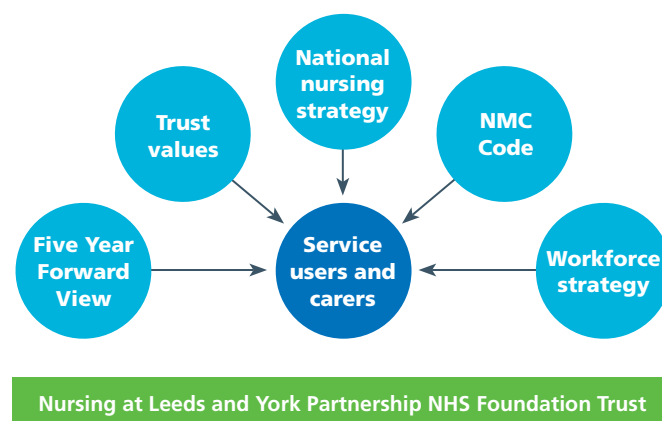 National
nursing
strategy
Trust
values
NMC
Code
Five Year
Forward
View
Service
users and
carers
Workforce
strategy
Nursing at Leeds and York Partnership NHS Foundation Trust